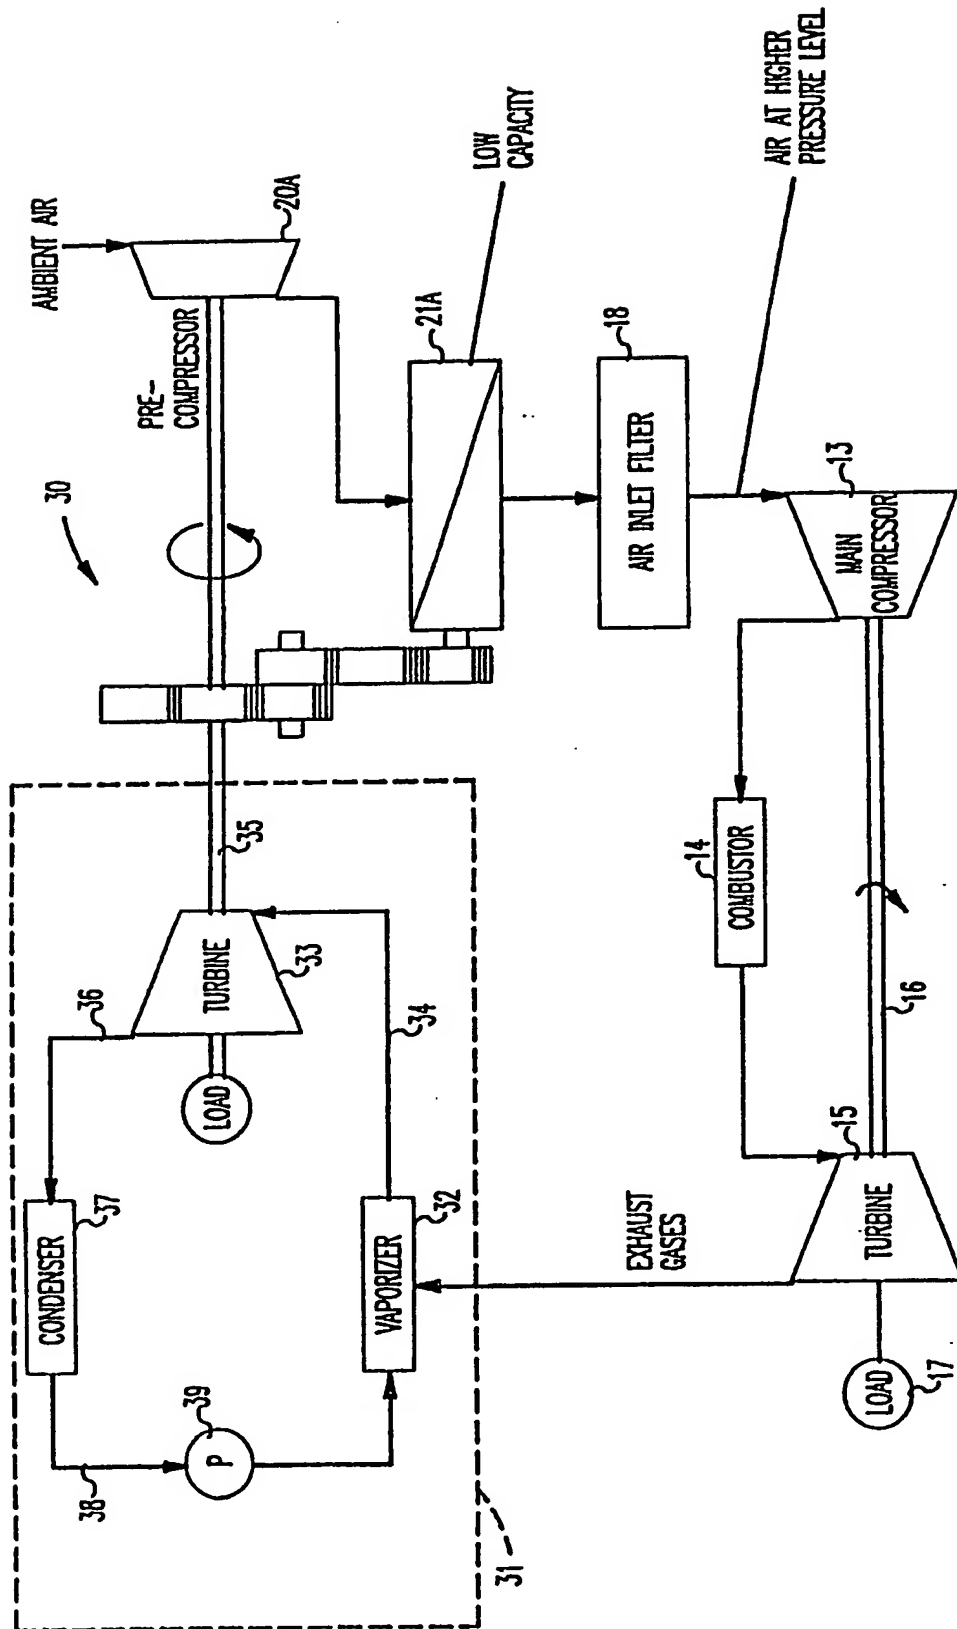 30
AMBIENT AIR
PRE-
COMPRESSOR
20A
21A
LOW
CAPACITY
18
AIR INLET FILTER
AIR AT HIGHER
PRESSURE LEVEL
13
MAIN
COMPRESSOR
14
COMBUSTOR
16
15
TURBINE
LOAD
17
EXHAUST
GASES
31
32
VAPORIZER
34
33
TURBINE
35
LOAD
36
37
CONDENSER
38
39
P